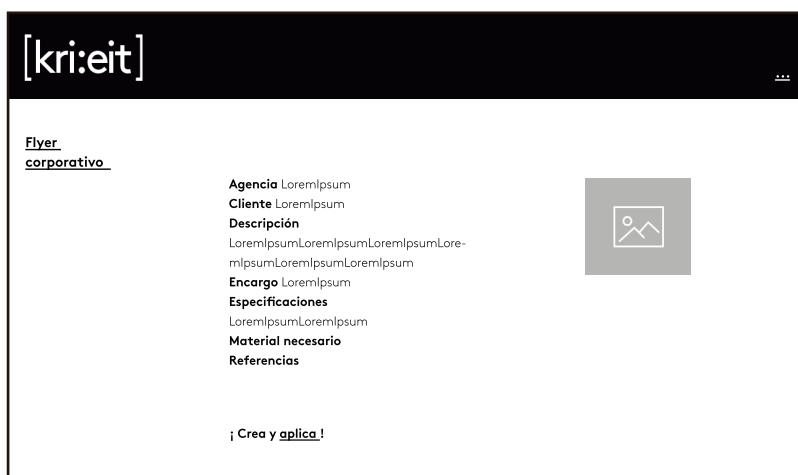 [kri:eit]
...
Flyer
corporativo
Agencia LoremIpsum
Cliente LoremIpsum
Descripción
LoremIpsumLoremIpsumLoremIpsumLore-
mIpsumLoremIpsumLoremIpsum
Encargo LoremIpsum
Especificaciones
LoremIpsumLoremIpsum
Material necesario
Referencias
¡ Crea y aplica !